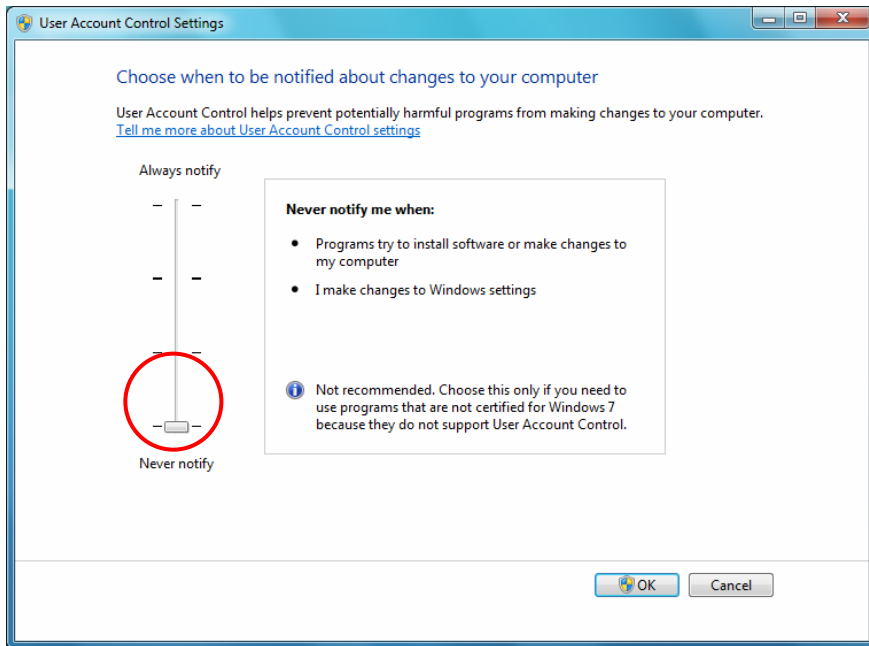 User Account Control Settings
Choose when to be notified about changes to your computer
User Account Control helps prevent potentially harmful programs from making changes to your computer.
Tell me more about User Account Control settings
Always notify
Never notify me when:
• Programs try to install software or make changes to
my computer
• I make changes to Windows settings
Not recommended. Choose this only if you need to
use programs that are not certified for Windows 7
because they do not support User Account Control.
Never notify
OK
Cancel